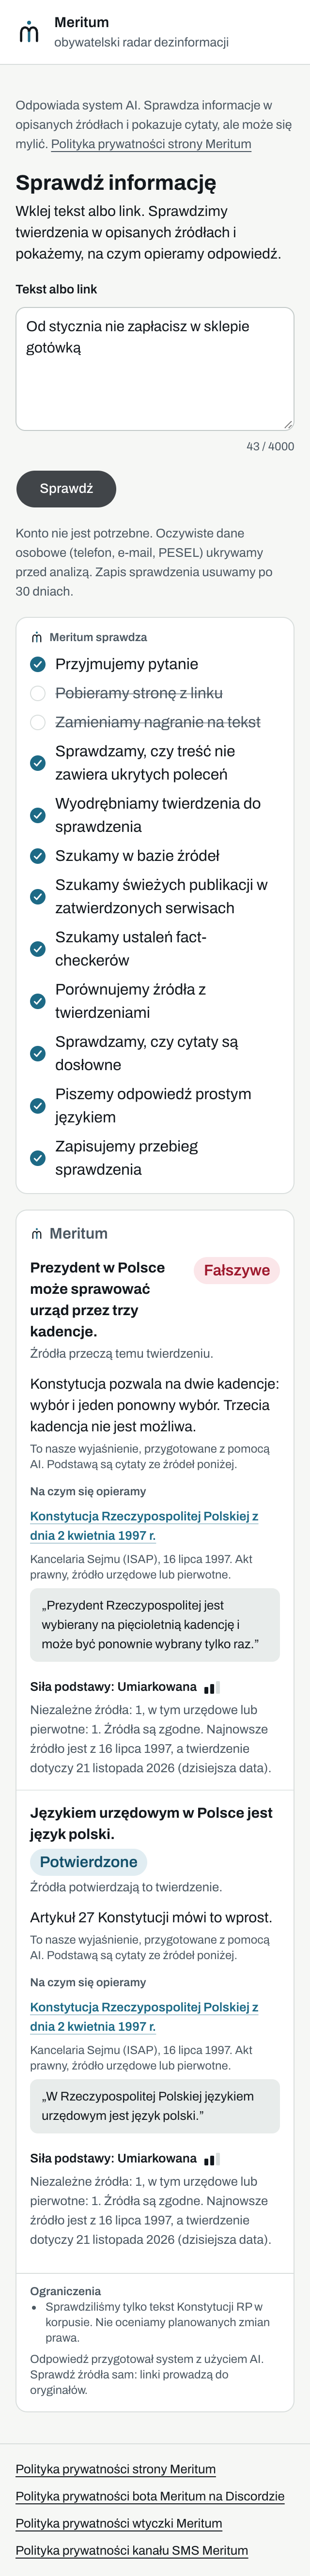 Meritum
obywatelski radar dezinformacji
Odpowiada system AI. Sprawdza informacje w
opisanych źródłach i pokazuje cytaty, ale może się
mylić. Polityka prywatności strony Meritum
Sprawdź informację
Wklej tekst albo link. Sprawdzimy
twierdzenia w opisanych źródłach i
pokażemy, na czym opieramy odpowiedź.
Tekst albo link
Od stycznia nie zapłacisz w sklepie
gotówką
43 / 4000
Sprawdź
Konto nie jest potrzebne. Oczywiste dane
osobowe (telefon, e-mail, PESEL) ukrywamy
przed analizą. Zapis sprawdzenia usuwamy po
30 dniach.
Meritum sprawdza
Przyjmujemy pytanie
Pobieramy stronę z linku
Zamieniamy nagranie na tekst
Sprawdzamy, czy treść nie
zawiera ukrytych poleceń
Wyodrębniamy twierdzenia do
sprawdzenia
Szukamy w bazie źródeł
Szukamy świeżych publikacji w
zatwierdzonych serwisach
Szukamy ustaleń fact-
checkerów
Porównujemy źródła z
twierdzeniami
Sprawdzamy, czy cytaty są
dosłowne
Piszemy odpowiedź prostym
językiem
Zapisujemy przebieg
sprawdzenia
Meritum
Prezydent w Polsce
może sprawować
urząd przez trzy
kadencje.
Fałszywe
Źródła przeczą temu twierdzeniu.
Konstytucja pozwala na dwie kadencje:
wybór i jeden ponowny wybór. Trzecia
kadencja nie jest możliwa.
To nasze wyjaśnienie, przygotowane z pomocą
AI. Podstawą są cytaty ze źródeł poniżej.
Na czym się opieramy
Konstytucja Rzeczypospolitej Polskiej z
dnia 2 kwietnia 1997 r.
Kancelaria Sejmu (ISAP), 16 lipca 1997. Akt
prawny, źródło urzędowe lub pierwotne.
„Prezydent Rzeczypospolitej jest
wybierany na pięcioletnią kadencję i
może być ponownie wybrany tylko raz.”
Siła podstawy: Umiarkowana
Niezależne źródła: 1, w tym urzędowe lub
pierwotne: 1. Źródła są zgodne. Najnowsze
źródło jest z 16 lipca 1997, a twierdzenie
dotyczy 21 listopada 2026 (dzisiejsza data).
Językiem urzędowym w Polsce jest
język polski.
Potwierdzone
Źródła potwierdzają to twierdzenie.
Artykuł 27 Konstytucji mówi to wprost.
To nasze wyjaśnienie, przygotowane z pomocą
AI. Podstawą są cytaty ze źródeł poniżej.
Na czym się opieramy
Konstytucja Rzeczypospolitej Polskiej z
dnia 2 kwietnia 1997 r.
Kancelaria Sejmu (ISAP), 16 lipca 1997. Akt
prawny, źródło urzędowe lub pierwotne.
„W Rzeczypospolitej Polskiej językiem
urzędowym jest język polski.”
Siła podstawy: Umiarkowana
Niezależne źródła: 1, w tym urzędowe lub
pierwotne: 1. Źródła są zgodne. Najnowsze
źródło jest z 16 lipca 1997, a twierdzenie
dotyczy 21 listopada 2026 (dzisiejsza data).
Ograniczenia
• Sprawdziliśmy tylko tekst Konstytucji RP w
korpusie. Nie oceniamy planowanych zmian
prawa.
Odpowiedź przygotował system z użyciem AI.
Sprawdź źródła sam: linki prowadzą do
oryginałów.
Polityka prywatności strony Meritum
Polityka prywatności bota Meritum na Discordzie
Polityka prywatności wtyczki Meritum
Polityka prywatności kanału SMS Meritum